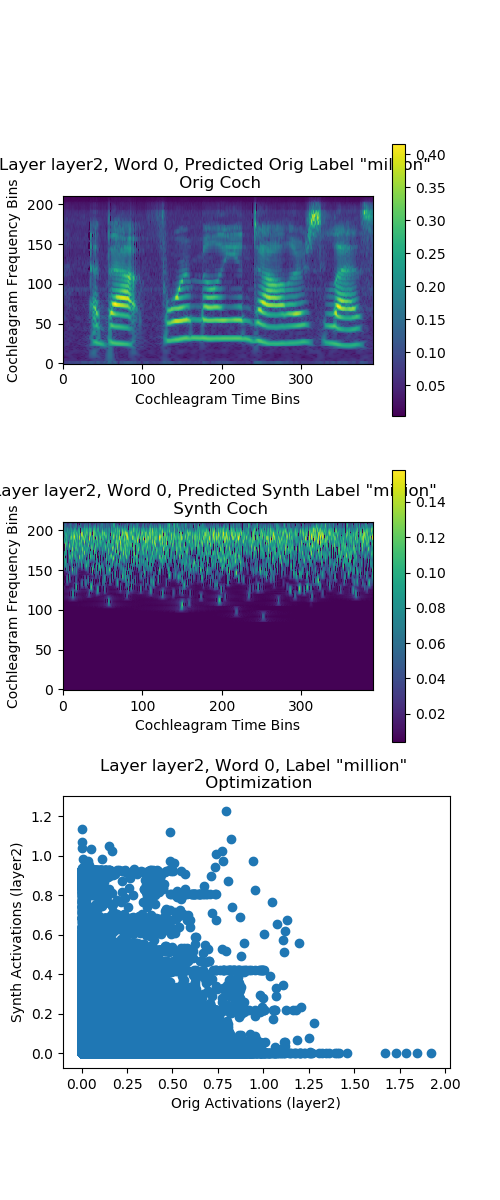 Layer layer2, Word 0, Predicted Orig Label "million"
Orig Coch
Cochleagram Frequency Bins
200
150
100
50
0
0 100 200 300
Cochleagram Time Bins
0.40
0.35
0.30
0.25
0.20
0.15
0.10
0.05
Layer layer2, Word 0, Predicted Synth Label "million"
Synth Coch
Cochleagram Frequency Bins
200
150
100
50
0
0 100 200 300
Cochleagram Time Bins
0.14
0.12
0.10
0.08
0.06
0.04
0.02
Layer layer2, Word 0, Label "million"
Optimization
Synth Activations (layer2)
1.2
1.0
0.8
0.6
0.4
0.2
0.0
0.00 0.25 0.50 0.75 1.00 1.25 1.50 1.75 2.00
Orig Activations (layer2)